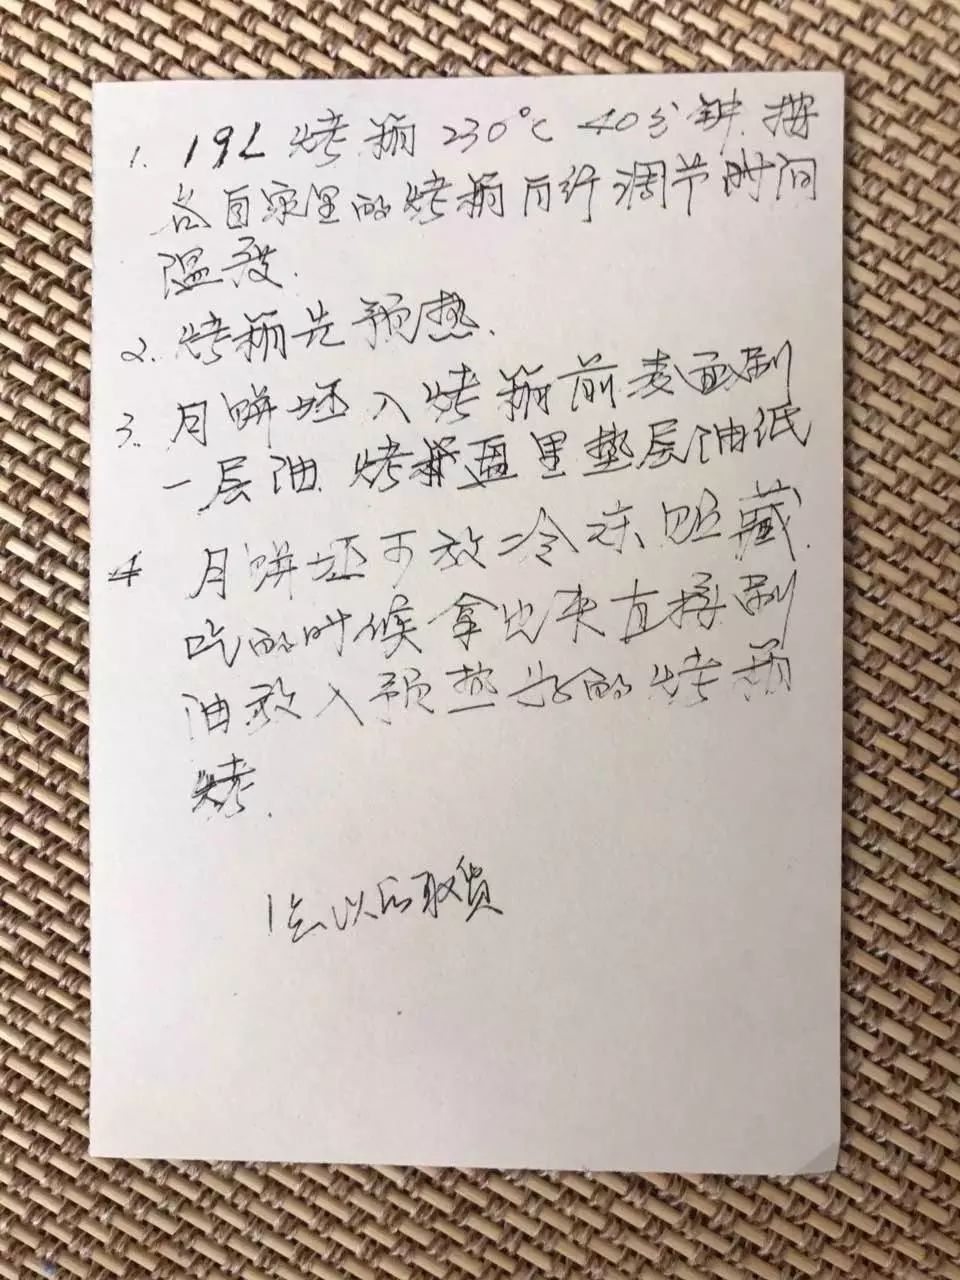 1. 19L 烤箱 230°C 40分钟. 按
各自家里的烤箱自行调节时间
温度.
2. 烤箱先预热.
3. 月饼坯入烤箱前表面刷
一层油. 烤盘里垫层油纸
4 月饼坯可放冷冻贮藏.
吃的时候拿出来直接刷
油放入预热好的烤箱
烤.
以后取货